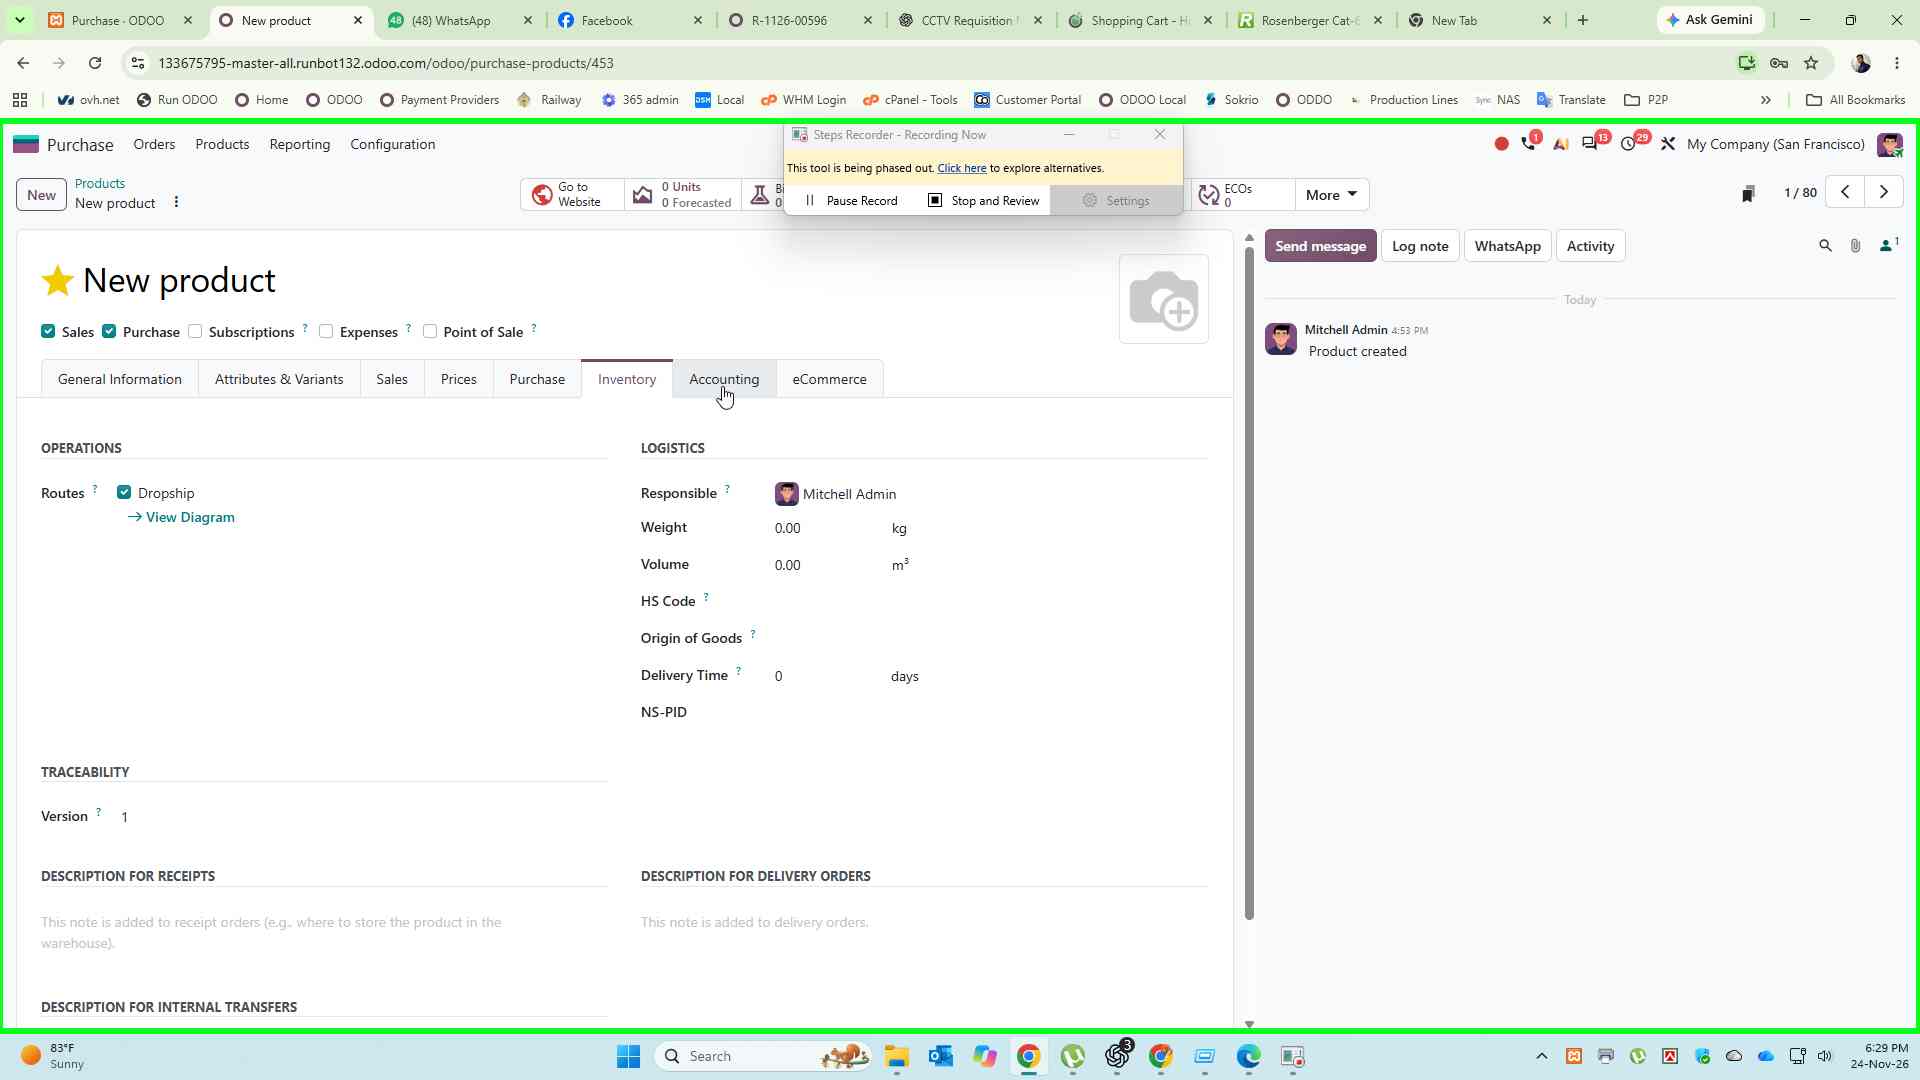 Purchase - ODOO
New product
48
(48) WhatsApp
Facebook
R-1126-00596
CCTV Requisition
Shopping Cart - H
Rosenberger Cat-6
New Tab
Ask Gemini
133675795-master-all.runbot132.odoo.com/odoo/purchase-products/453
ovh.net
Run ODOO
Home
ODOO
Payment Providers
Railway
365 admin
DSM Local
WHM Login
cPanel - Tools
Customer Portal
ODOO Local
Sokrio
ODDO
Production Lines
Sync NAS
Translate
P2P
All Bookmarks
Purchase
Orders
Products
Reporting
Configuration
Steps Recorder - Recording Now
This tool is being phased out. Click here to explore alternatives.
Pause Record
Stop and Review
Settings
1
13
29
My Company (San Francisco)
New
Products
New product
Go to
Website
0 Units
0 Forecasted
0
ECOs
0
More
1 / 80
New product
Send message
Log note
WhatsApp
Activity
1
Today
Mitchell Admin 4:53 PM
Product created
Sales
Purchase
Subscriptions ?
Expenses ?
Point of Sale ?
General Information
Attributes & Variants
Sales
Prices
Purchase
Inventory
Accounting
eCommerce
OPERATIONS
Routes ?
Dropship
View Diagram
LOGISTICS
Responsible ?
Mitchell Admin
Weight
0.00
kg
Volume
0.00
m³
HS Code ?
Origin of Goods ?
Delivery Time ?
0
days
NS-PID
TRACEABILITY
Version ?
1
DESCRIPTION FOR RECEIPTS
This note is added to receipt orders (e.g., where to store the product in the
warehouse).
DESCRIPTION FOR DELIVERY ORDERS
This note is added to delivery orders.
DESCRIPTION FOR INTERNAL TRANSFERS
83°F
Sunny
Search
3
6:29 PM
24-Nov-26